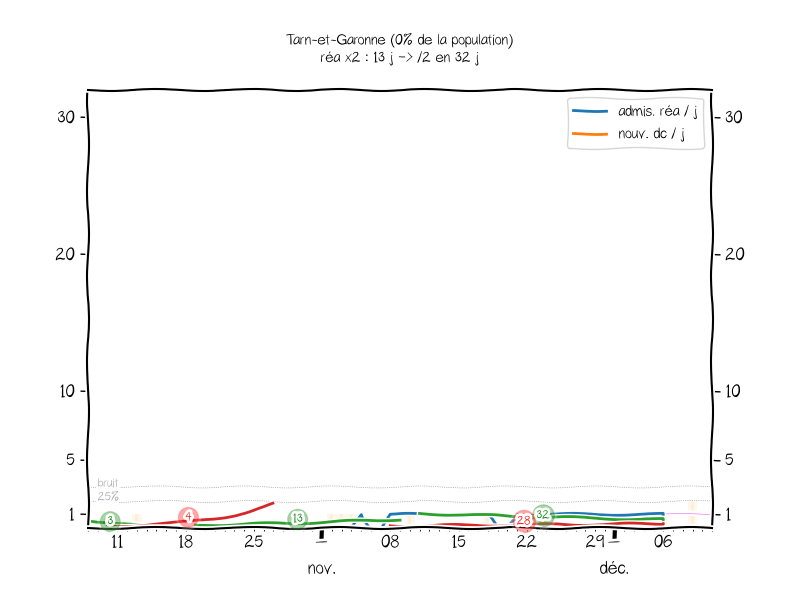 Tarn-et-Garonne (0% de la population)
réa x2 : 13 j -> /2 en 32 j
admis. réa / j
nouv. dc / j
30 30
20 20
10 10
5 5
bruit
25%
1 1
3 4 13 28 32
11 18 25 08 15 22 29 06
nov. déc.